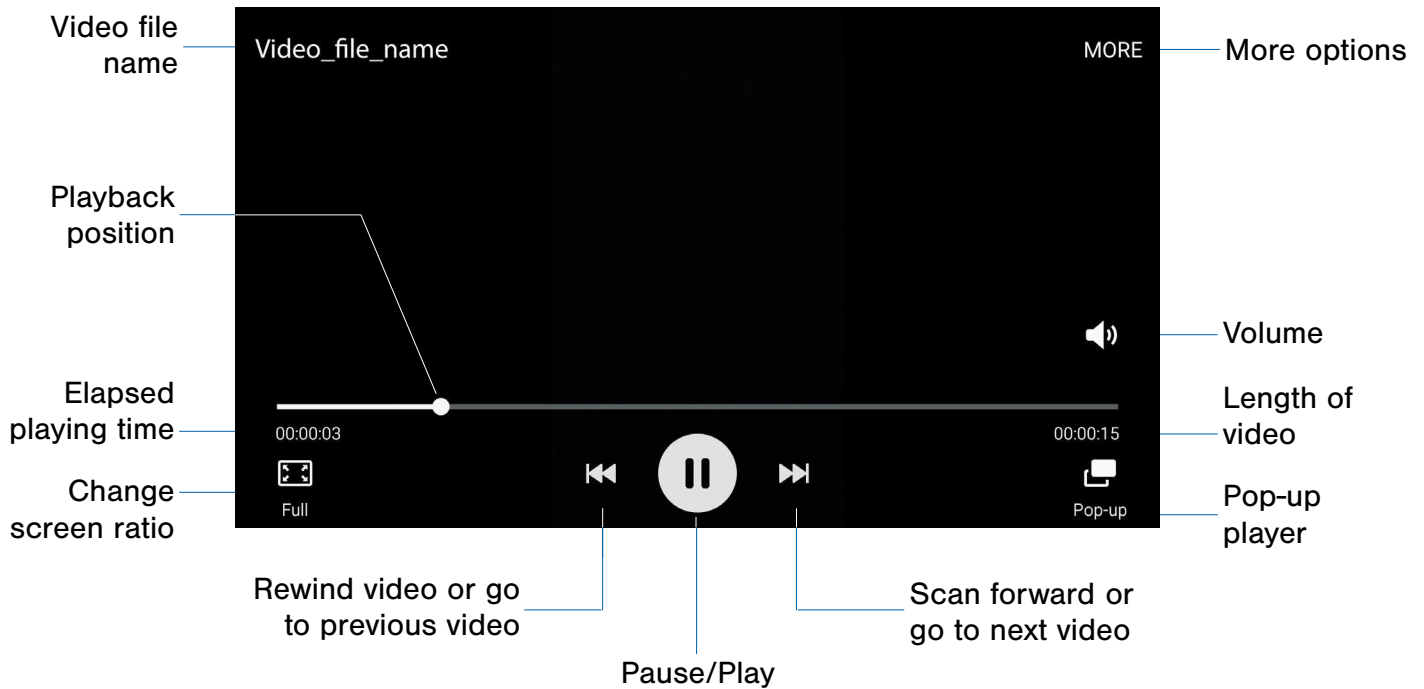 Video file
name
Video_file_name
MORE
More options
Playback
position
Volume
Elapsed
playing time
00:00:03
00:00:15
Length of
video
Change
screen ratio
Full
Pop-up
Pop-up
player
Rewind video or go
to previous video
Scan forward or
go to next video
Pause/Play